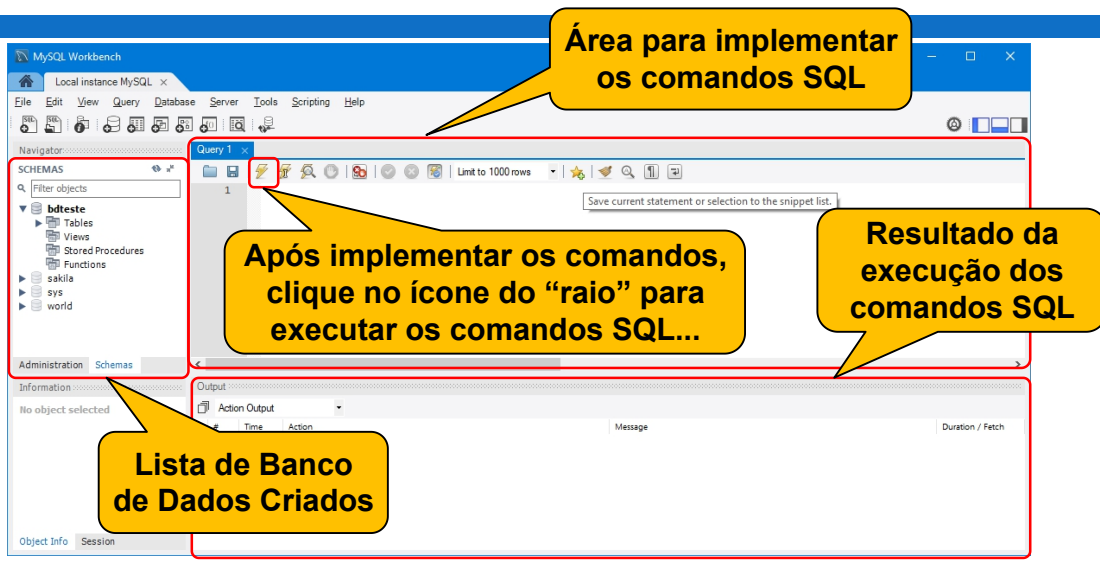 Área para implementar
os comandos SQL
MySQL Workbench
Local instance MySQL ×
File Edit View Query Database Server Tools Scripting Help
Navigator
Query 1 ×
SCHEMAS
Limit to 1000 rows
Filter objects
1
Save current statement or selection to the snippet list.
bdteste
Tables
Views
Stored Procedures
Functions
sakila
sys
world
Após implementar os comandos,
clique no ícone do “raio” para
executar os comandos SQL...
Resultado da
execução dos
comandos SQL
Administration Schemas
Information
Output
No object selected
Action Output
# Time Action Message Duration / Fetch
Lista de Banco
de Dados Criados
Object Info Session